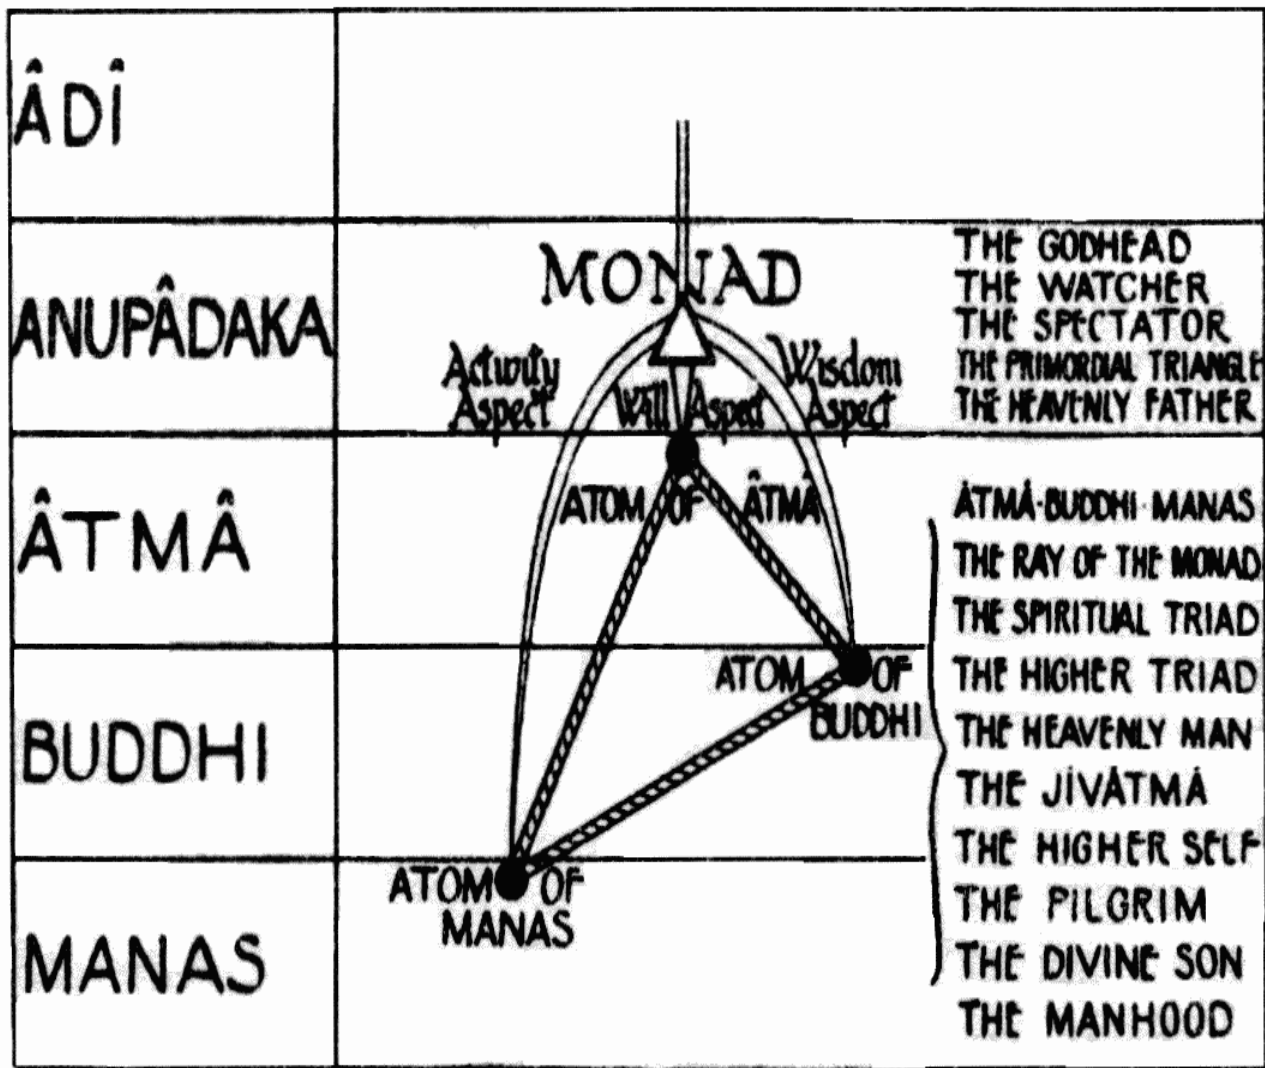 ÂDÎ
ANUPÂDAKA
ÂTMÂ
BUDDHI
MANAS
MONAD
Activity
Aspect
Will Aspect
Wisdom
Aspect
ATOM OF ÂTMÂ
ATOM OF
BUDDHI
ATOM OF
MANAS
THE GODHEAD
THE WATCHER
THE SPECTATOR
THE PRIMORDIAL TRIANGLE
THE HEAVENLY FATHER
ÁTMÁ·BUDDHI·MANAS
THE RAY OF THE MONAD
THE SPIRITUAL TRIAD
THE HIGHER TRIAD
THE HEAVENLY MAN
THE JÍVÁTMÁ
THE HIGHER SELF
THE PILGRIM
THE DIVINE SON
THE MANHOOD